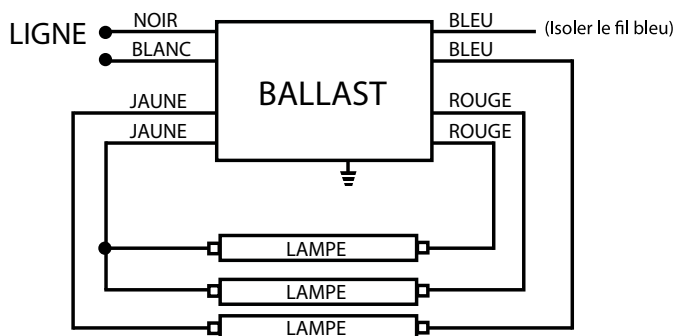 LIGNE
NOIR
BLANC
JAUNE
JAUNE
BALLAST
BLEU
(Isoler le fil bleu)
BLEU
ROUGE
ROUGE
LAMPE
LAMPE
LAMPE